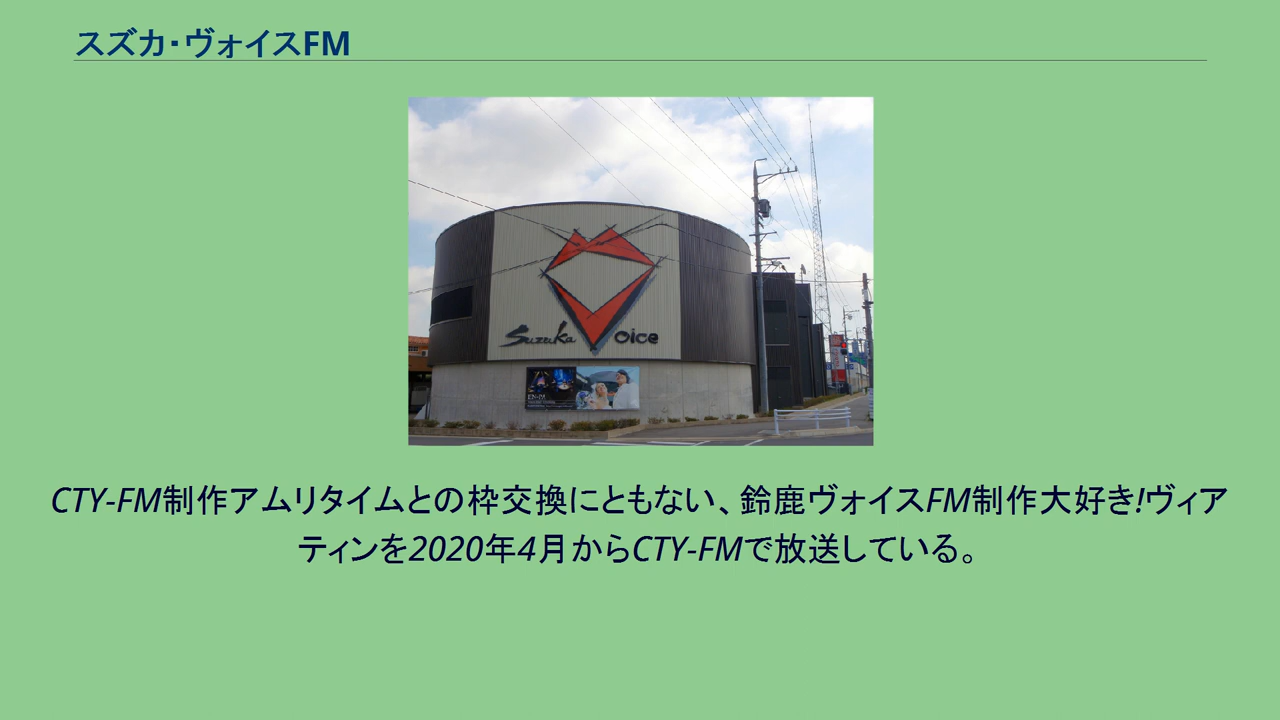 スズカ・ヴォイスFM
Suzuka Voice
CTY-FM制作アムリタイムとの枠交換にともない、鈴鹿ヴォイスFM制作大好き!ヴィア
ティンを2020年4月からCTY-FMで放送している。